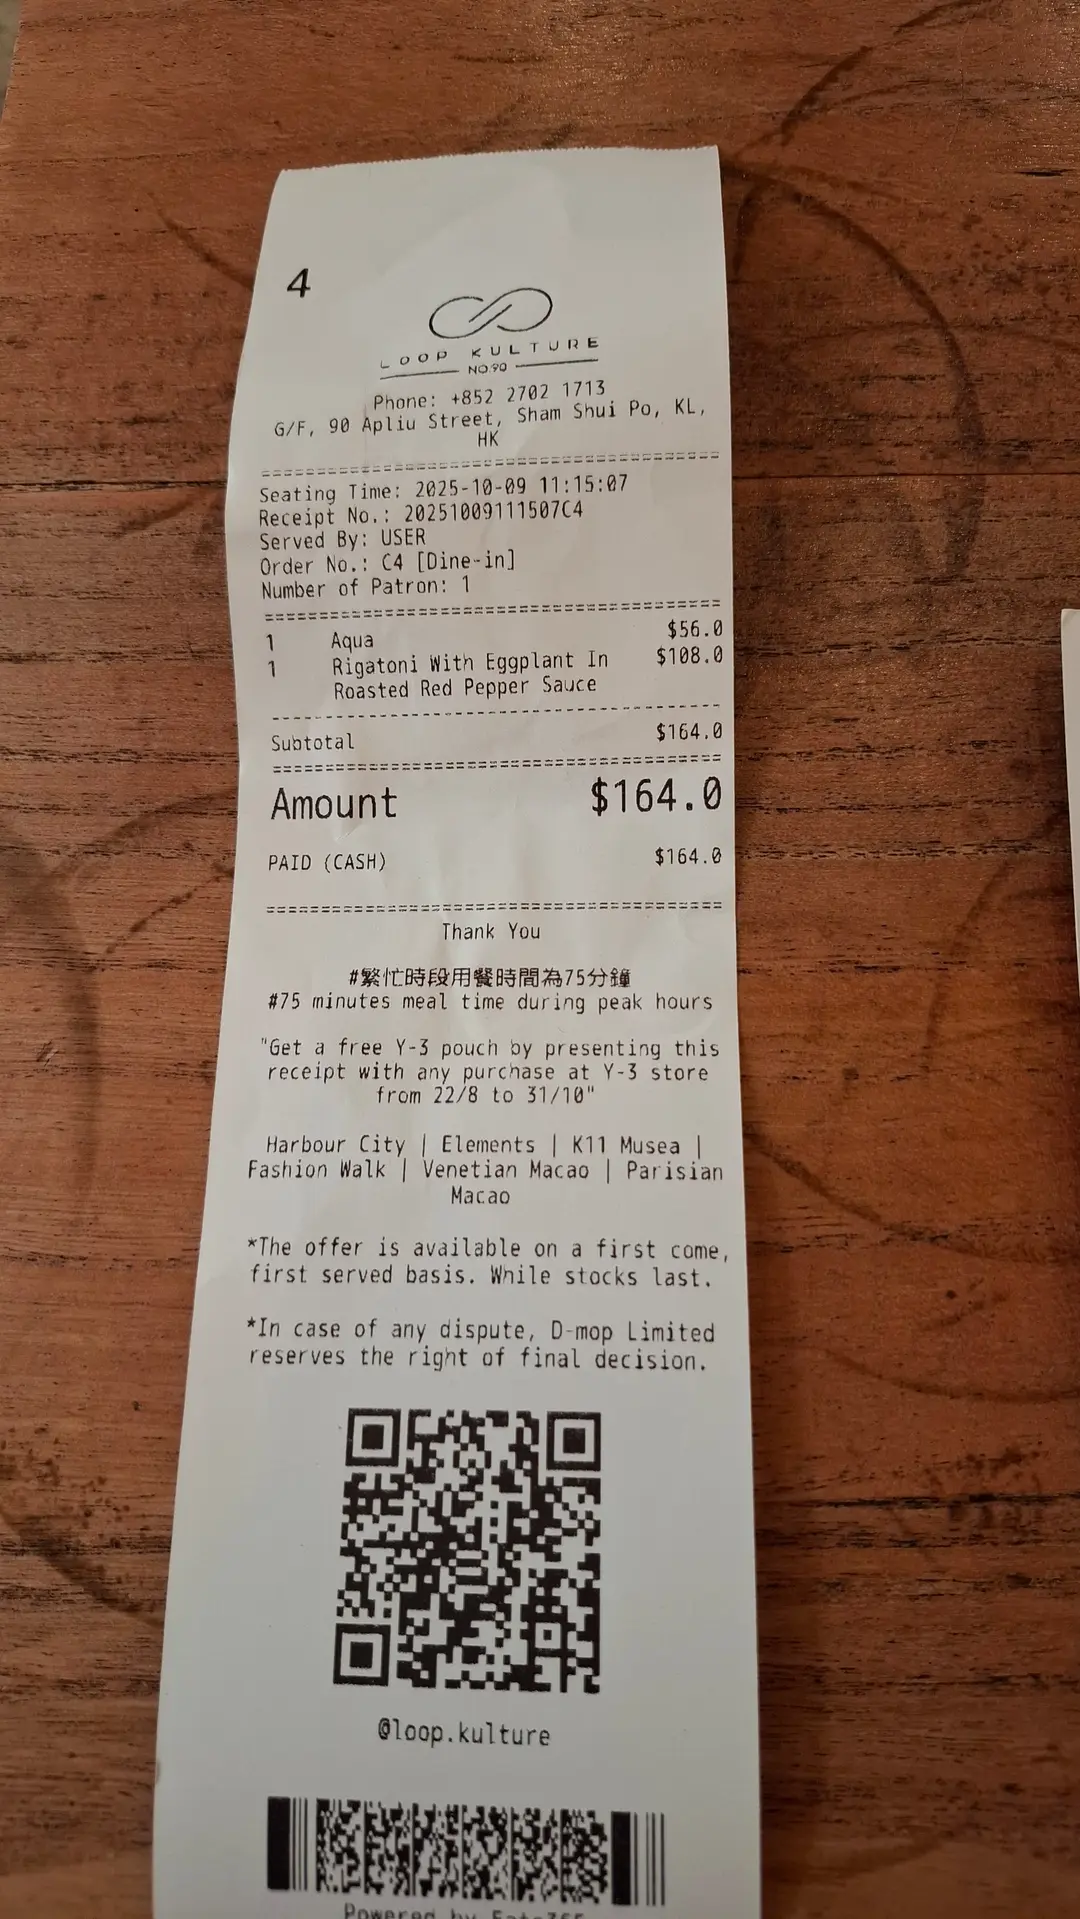 4
LOOP KULTURE
NO.90
Phone: +852 2702 1713
G/F, 90 Apliu Street, Sham Shui Po, KL,
HK
Seating Time: 2025-10-09 11:15:07
Receipt No.: 20251009111507C4
Served By: USER
Order No.: C4 [Dine-in]
Number of Patron: 1
1 Aqua $56.0
1 Rigatoni With Eggplant In $108.0
Roasted Red Pepper Sauce
Subtotal $164.0
Amount $164.0
PAID (CASH) $164.0
Thank You
#繁忙時段用餐時間為75分鐘
#75 minutes meal time during peak hours
"Get a free Y-3 pouch by presenting this
receipt with any purchase at Y-3 store
from 22/8 to 31/10"
Harbour City | Elements | K11 Musea |
Fashion Walk | Venetian Macao | Parisian
Macao
*The offer is available on a first come,
first served basis. While stocks last.
*In case of any dispute, D-mop Limited
reserves the right of final decision.
@loop.kulture
Powered by Eats365